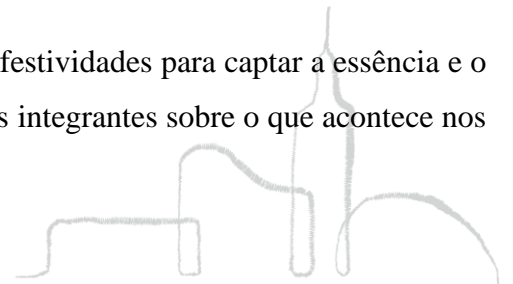 festividades para captar a essência e o
s integrantes sobre o que acontece nos